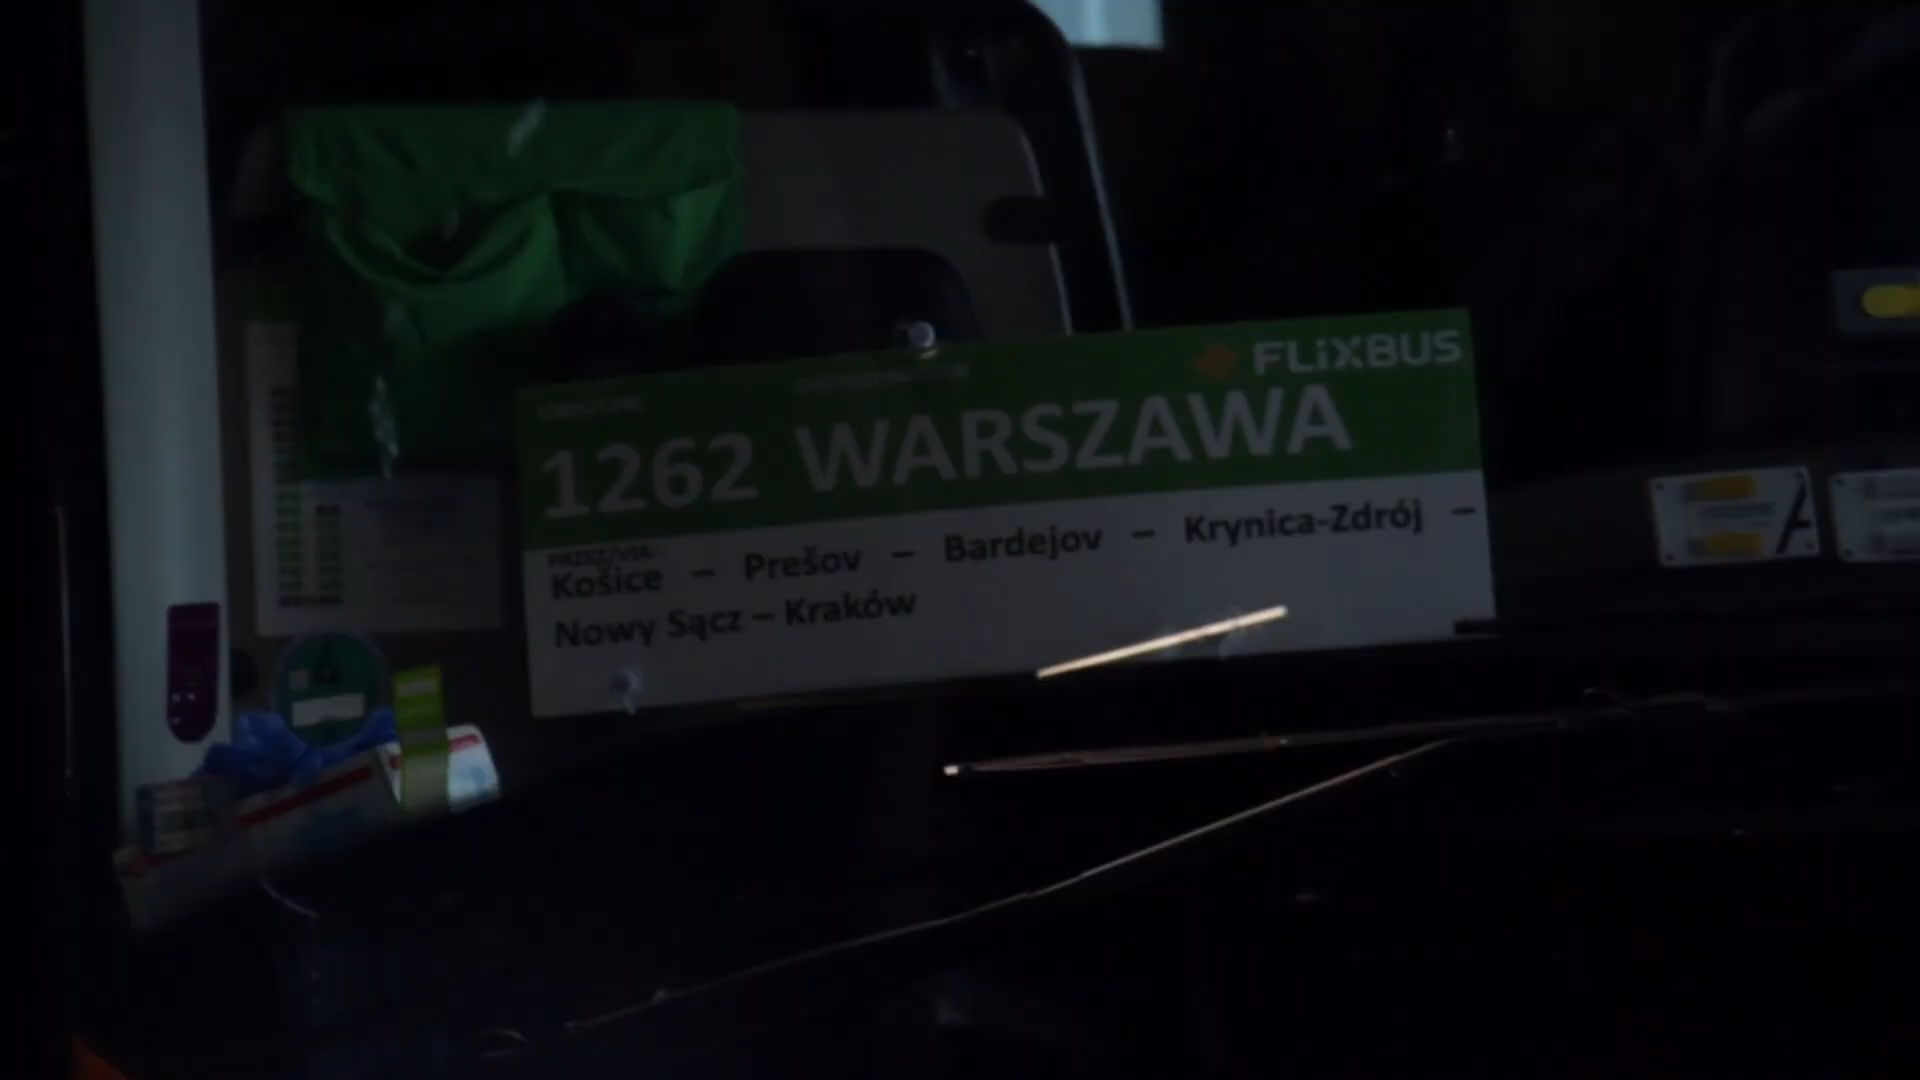 FLiXBUS
1262 WARSZAWA
PRZEZ/VIA:
Košice – Prešov – Bardejov – Krynica-Zdrój –
Nowy Sącz – Kraków